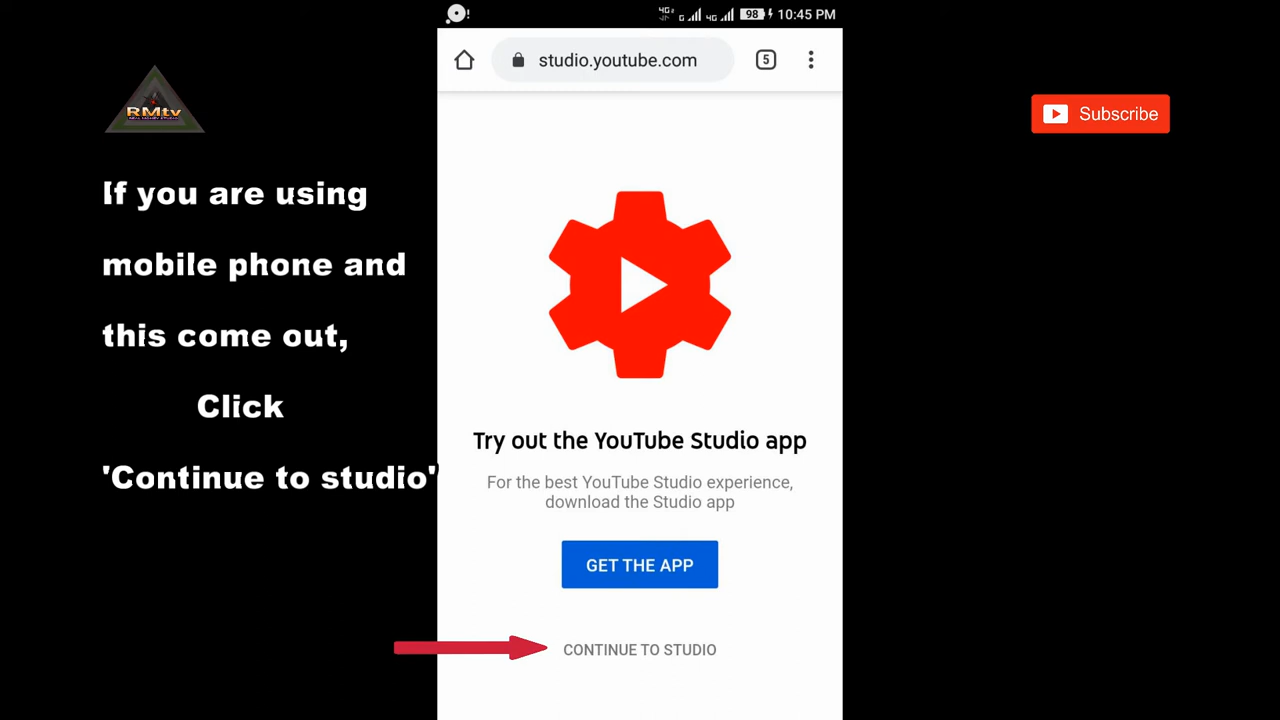 10:45 PM
98
4G
G
4G
studio.youtube.com
5
RMtv
Subscribe
If you are using
mobile phone and
this come out,
Click
'Continue to studio'
Try out the YouTube Studio app
For the best YouTube Studio experience,
download the Studio app
GET THE APP
CONTINUE TO STUDIO